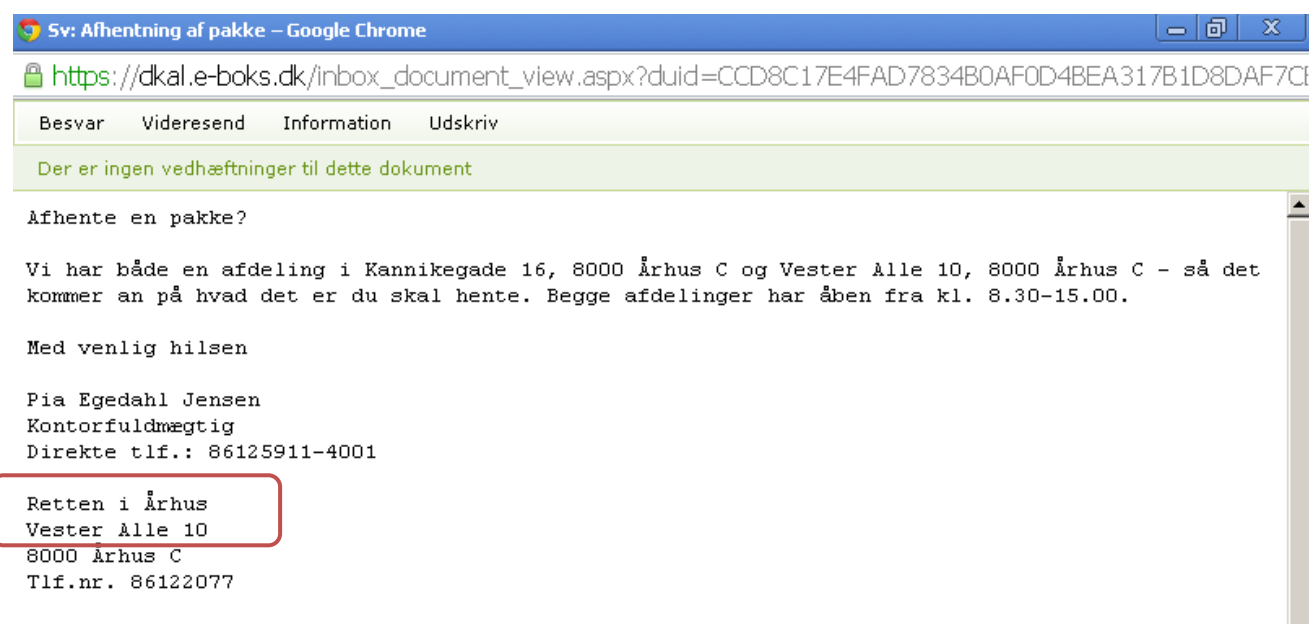 Sv: Afhentning af pakke – Google Chrome
https://dkal.e-boks.dk/inbox_document_view.aspx?duid=CCD8C17E4FAD7834B0AF0D4BEA317B1D8DAF7C
Besvar Videresend Information Udskriv
Der er ingen vedhæftninger til dette dokument
Afhente en pakke?
Vi har både en afdeling i Kannikegade 16, 8000 Århus C og Vester Alle 10, 8000 Århus C - så det
kommer an på hvad det er du skal hente. Begge afdelinger har åben fra kl. 8.30-15.00.
Med venlig hilsen
Pia Egedahl Jensen
Kontorfuldmægtig
Direkte tlf.: 86125911-4001
Retten i Århus
Vester Alle 10
8000 Århus C
Tlf.nr. 86122077